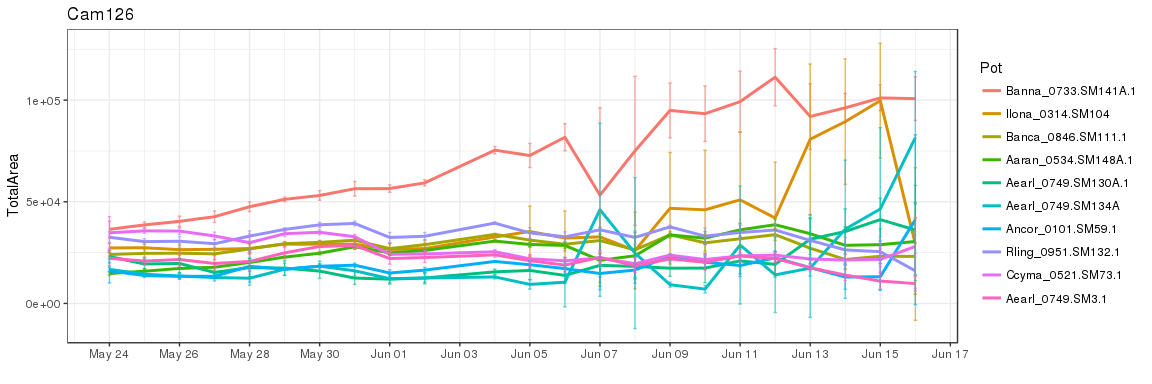 Cam126
TotalArea
1e+05
5e+04
0e+00
May 24 May 26 May 28 May 30 Jun 01 Jun 03 Jun 05 Jun 07 Jun 09 Jun 11 Jun 13 Jun 15 Jun 17
Pot
Banna_0733.SM141A.1
Ilona_0314.SM104
Banca_0846.SM111.1
Aaran_0534.SM148A.1
Aearl_0749.SM130A.1
Aearl_0749.SM134A
Ancor_0101.SM59.1
Rling_0951.SM132.1
Ccyma_0521.SM73.1
Aearl_0749.SM3.1